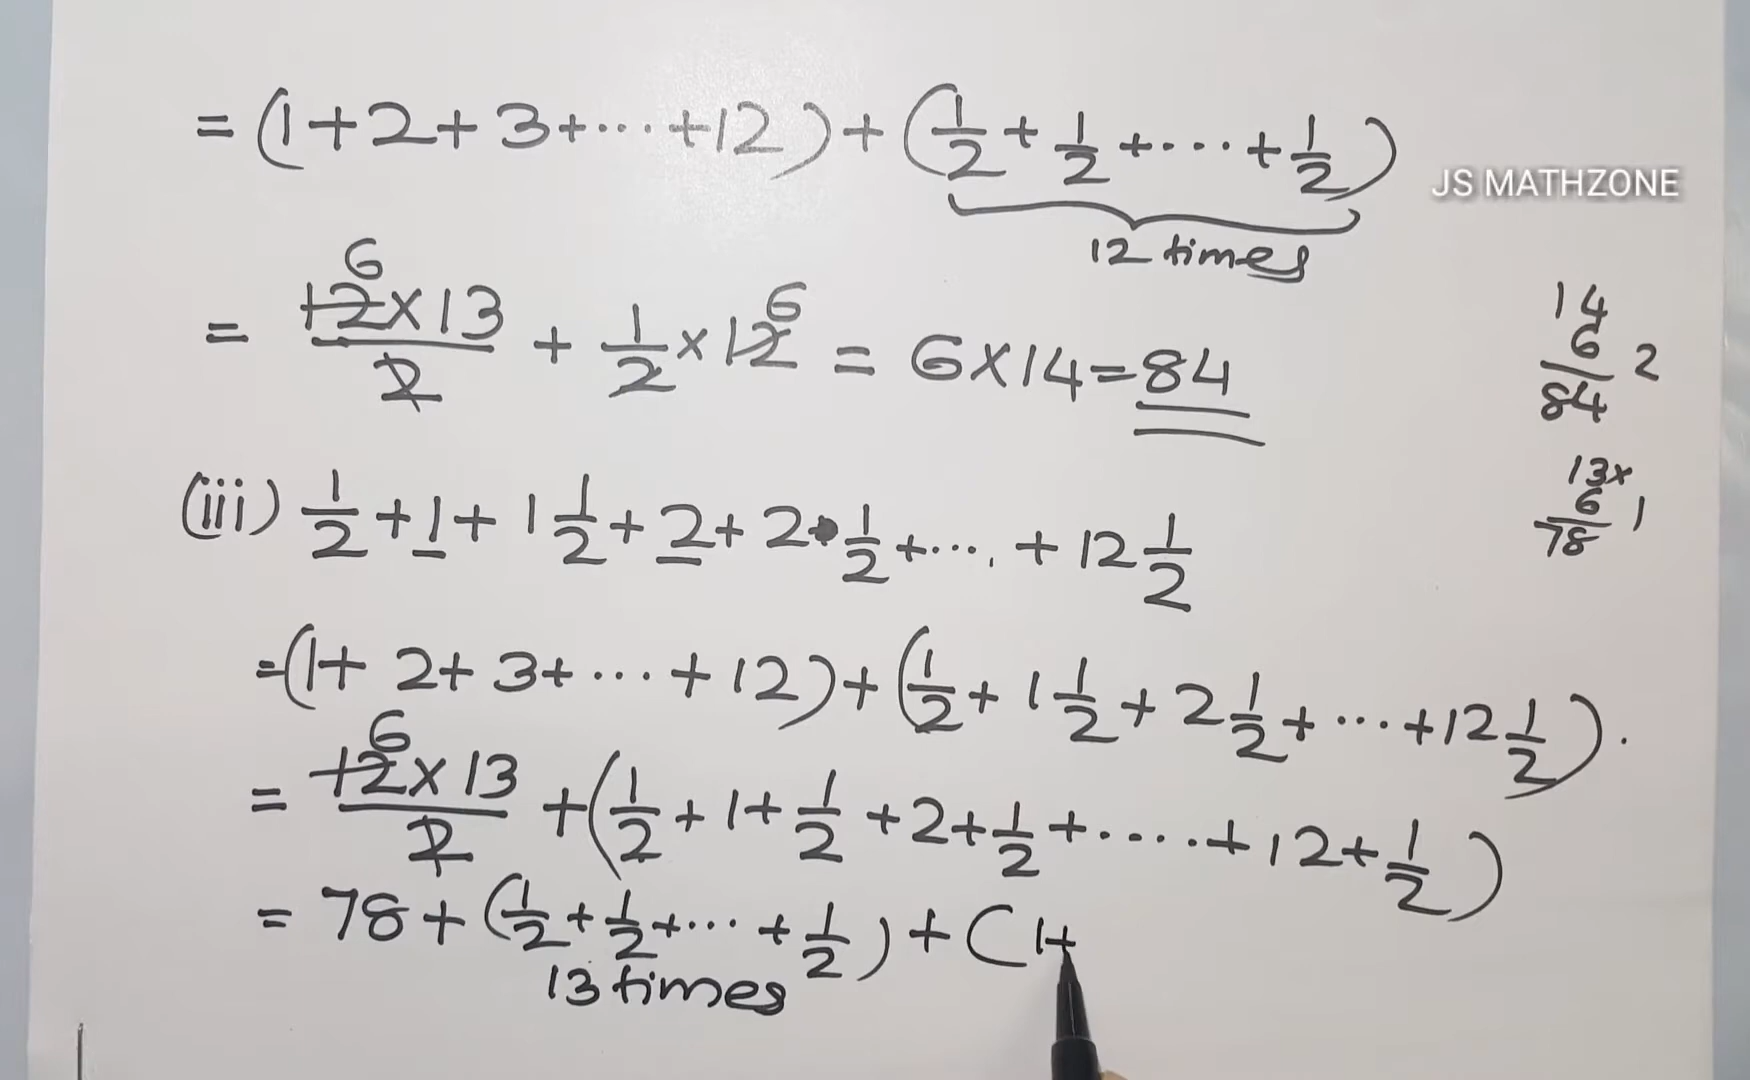 = (1+2+3+...+12)+(1/2+1/2+...+1/2)
JS MATHZONE
12 times
6 6
= 12×13/2 + 1/2×12 = 6×14=84
14
6 2
84
13×
6 1
78
(iii) 1/2+1+1 1/2+2+2 1/2+....+12 1/2
=(1+2+3+...+12)+(1/2+1 1/2+2 1/2+...+12 1/2).
6
= 12×13/2 +(1/2+1+1/2+2+1/2+....+12+1/2)
= 78+(1/2+1/2+...+1/2)+(1+
13 times